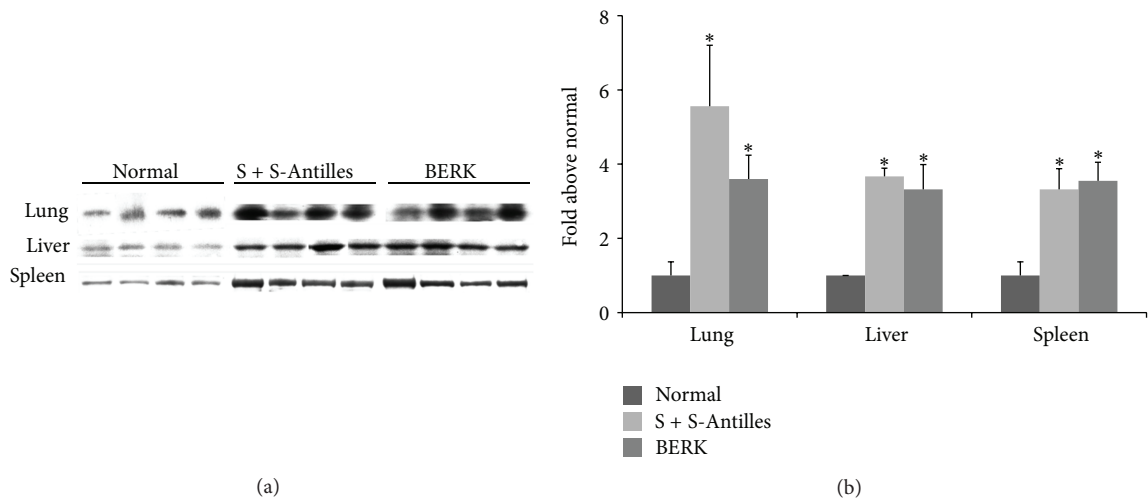 Normal S + S-Antilles BERK
Lung
Liver
Spleen
(a)
8
6
4
2
0
Fold above normal
* *
* *
* *
Lung Liver Spleen
Normal
S + S-Antilles
BERK
(b)